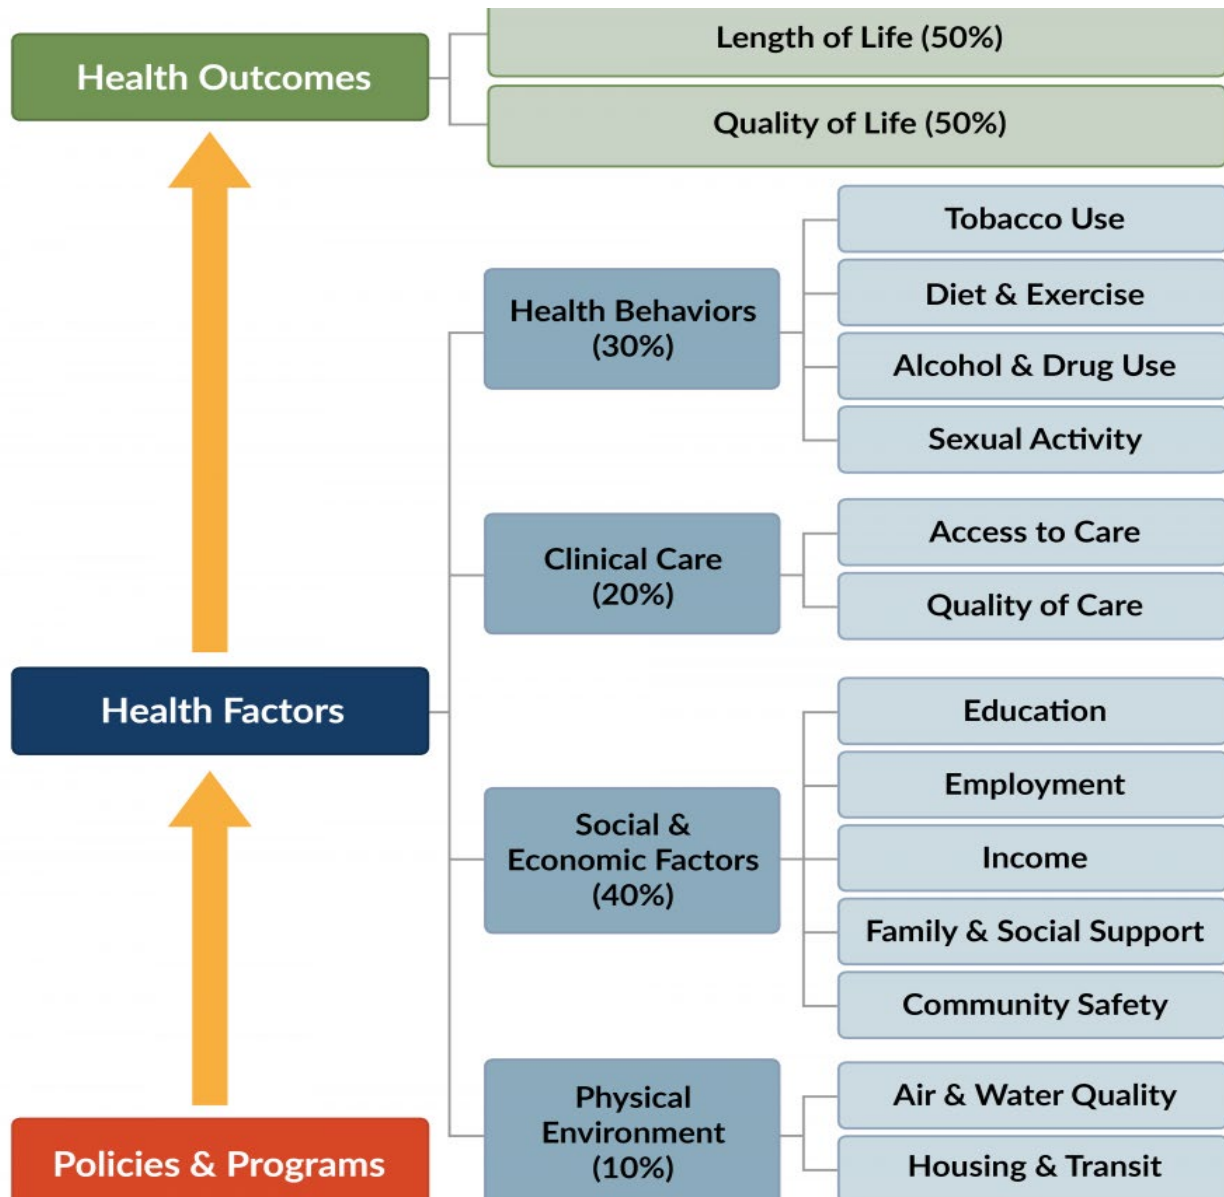 Health Outcomes
Length of Life (50%)
Quality of Life (50%)
Health Factors
Health Behaviors
(30%)
Tobacco Use
Diet & Exercise
Alcohol & Drug Use
Sexual Activity
Clinical Care
(20%)
Access to Care
Quality of Care
Social &
Economic Factors
(40%)
Education
Employment
Income
Family & Social Support
Community Safety
Physical
Environment
(10%)
Air & Water Quality
Housing & Transit
Policies & Programs